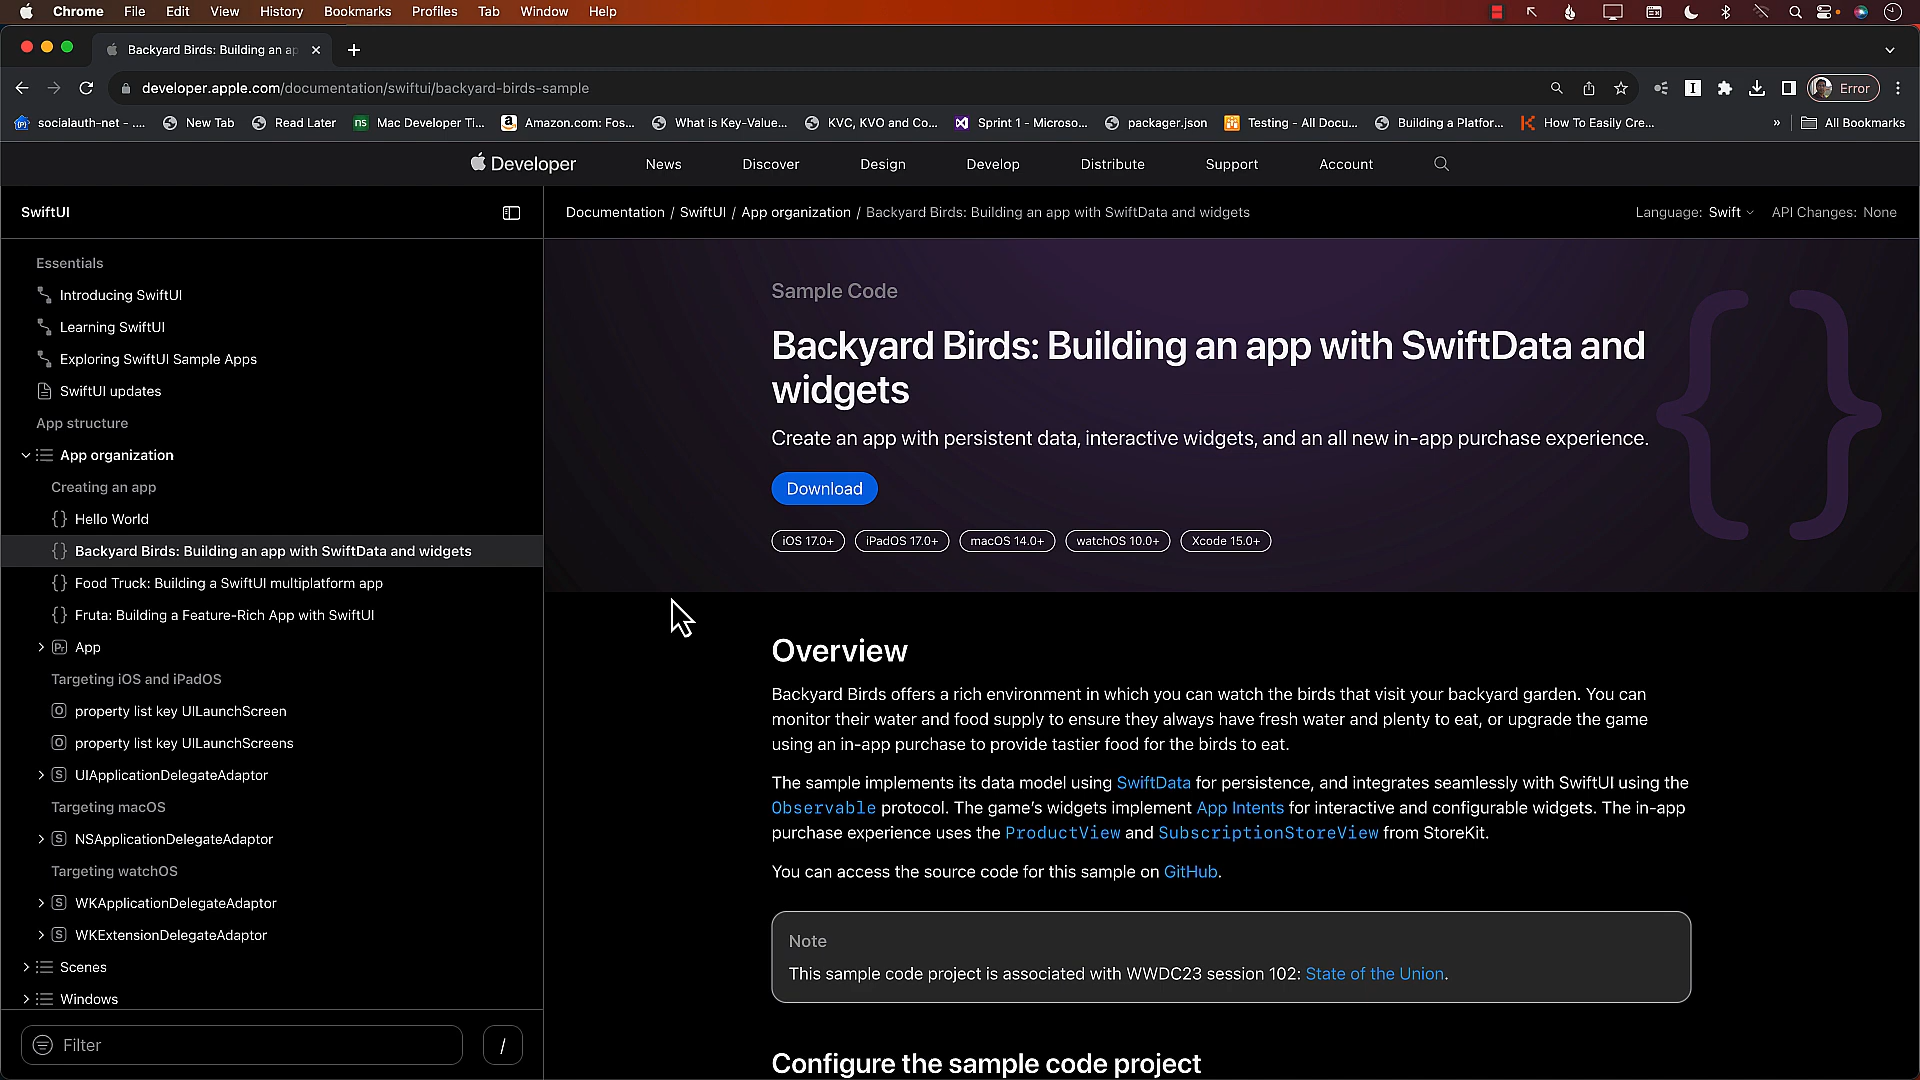 Chrome File Edit View History Bookmarks Profiles Tab Window Help
Backyard Birds: Building an ap
developer.apple.com/documentation/swiftui/backyard-birds-sample
Error
socialauth-net - .... New Tab Read Later ns Mac Developer Ti... Amazon.com: Fos... What is Key-Value... KVC, KVO and Co... Sprint 1 - Microso... packager.json Testing - All Docu... Building a Platfor... How To Easily Cre... » All Bookmarks
Developer News Discover Design Develop Distribute Support Account
SwiftUI
Documentation / SwiftUI / App organization / Backyard Birds: Building an app with SwiftData and widgets
Language: Swift API Changes: None
Essentials
Introducing SwiftUI
Learning SwiftUI
Exploring SwiftUI Sample Apps
SwiftUI updates
App structure
App organization
Creating an app
{} Hello World
{} Backyard Birds: Building an app with SwiftData and widgets
{} Food Truck: Building a SwiftUI multiplatform app
{} Fruta: Building a Feature-Rich App with SwiftUI
Pr App
Targeting iOS and iPadOS
O property list key UILaunchScreen
O property list key UILaunchScreens
S UIApplicationDelegateAdaptor
Targeting macOS
S NSApplicationDelegateAdaptor
Targeting watchOS
S WKApplicationDelegateAdaptor
S WKExtensionDelegateAdaptor
Scenes
Windows
Filter /
Sample Code
Backyard Birds: Building an app with SwiftData and
widgets
Create an app with persistent data, interactive widgets, and an all new in-app purchase experience.
Download
iOS 17.0+ iPadOS 17.0+ macOS 14.0+ watchOS 10.0+ Xcode 15.0+
{}
Overview
Backyard Birds offers a rich environment in which you can watch the birds that visit your backyard garden. You can
monitor their water and food supply to ensure they always have fresh water and plenty to eat, or upgrade the game
using an in-app purchase to provide tastier food for the birds to eat.
The sample implements its data model using SwiftData for persistence, and integrates seamlessly with SwiftUI using the
Observable protocol. The game's widgets implement App Intents for interactive and configurable widgets. The in-app
purchase experience uses the ProductView and SubscriptionStoreView from StoreKit.
You can access the source code for this sample on GitHub.
Note
This sample code project is associated with WWDC23 session 102: State of the Union.
Configure the sample code project